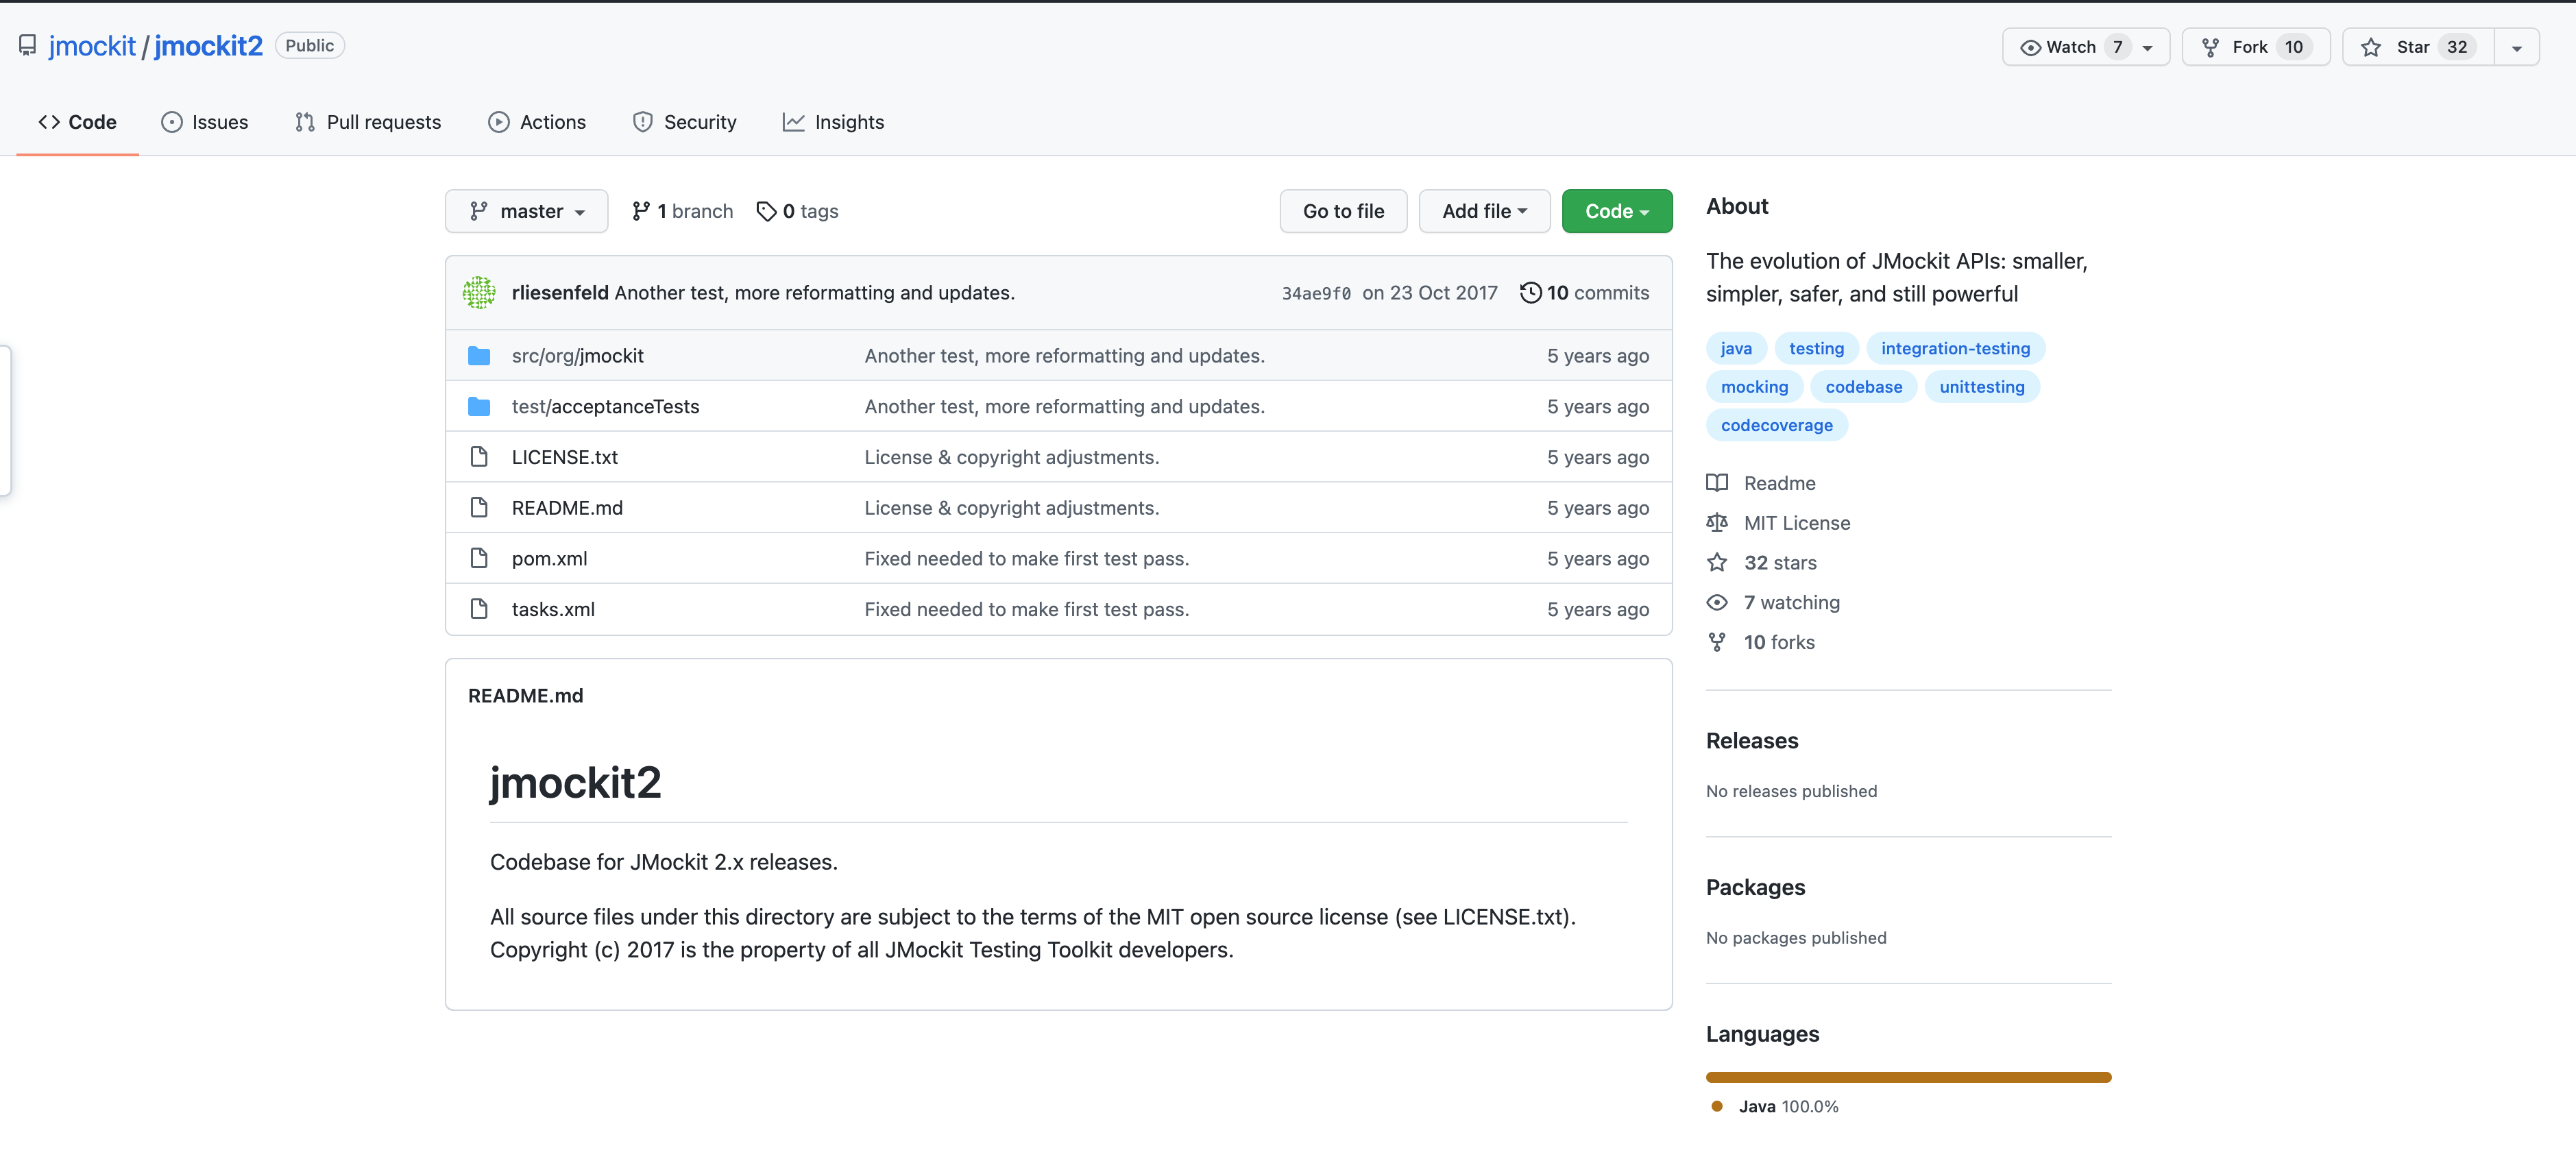 jmockit / jmockit2 Public
Watch 7 Fork 10 Star 32
Code Issues Pull requests Actions Security Insights
master 1 branch 0 tags Go to file Add file Code
rliesenfeld Another test, more reformatting and updates. 34ae9f0 on 23 Oct 2017 10 commits
src/org/jmockit Another test, more reformatting and updates. 5 years ago
test/acceptanceTests Another test, more reformatting and updates. 5 years ago
LICENSE.txt License & copyright adjustments. 5 years ago
README.md License & copyright adjustments. 5 years ago
pom.xml Fixed needed to make first test pass. 5 years ago
tasks.xml Fixed needed to make first test pass. 5 years ago
README.md
jmockit2
Codebase for JMockit 2.x releases.
All source files under this directory are subject to the terms of the MIT open source license (see LICENSE.txt).
Copyright (c) 2017 is the property of all JMockit Testing Toolkit developers.
About
The evolution of JMockit APIs: smaller,
simpler, safer, and still powerful
java testing integration-testing
mocking codebase unittesting
codecoverage
Readme
MIT License
32 stars
7 watching
10 forks
Releases
No releases published
Packages
No packages published
Languages
Java 100.0%